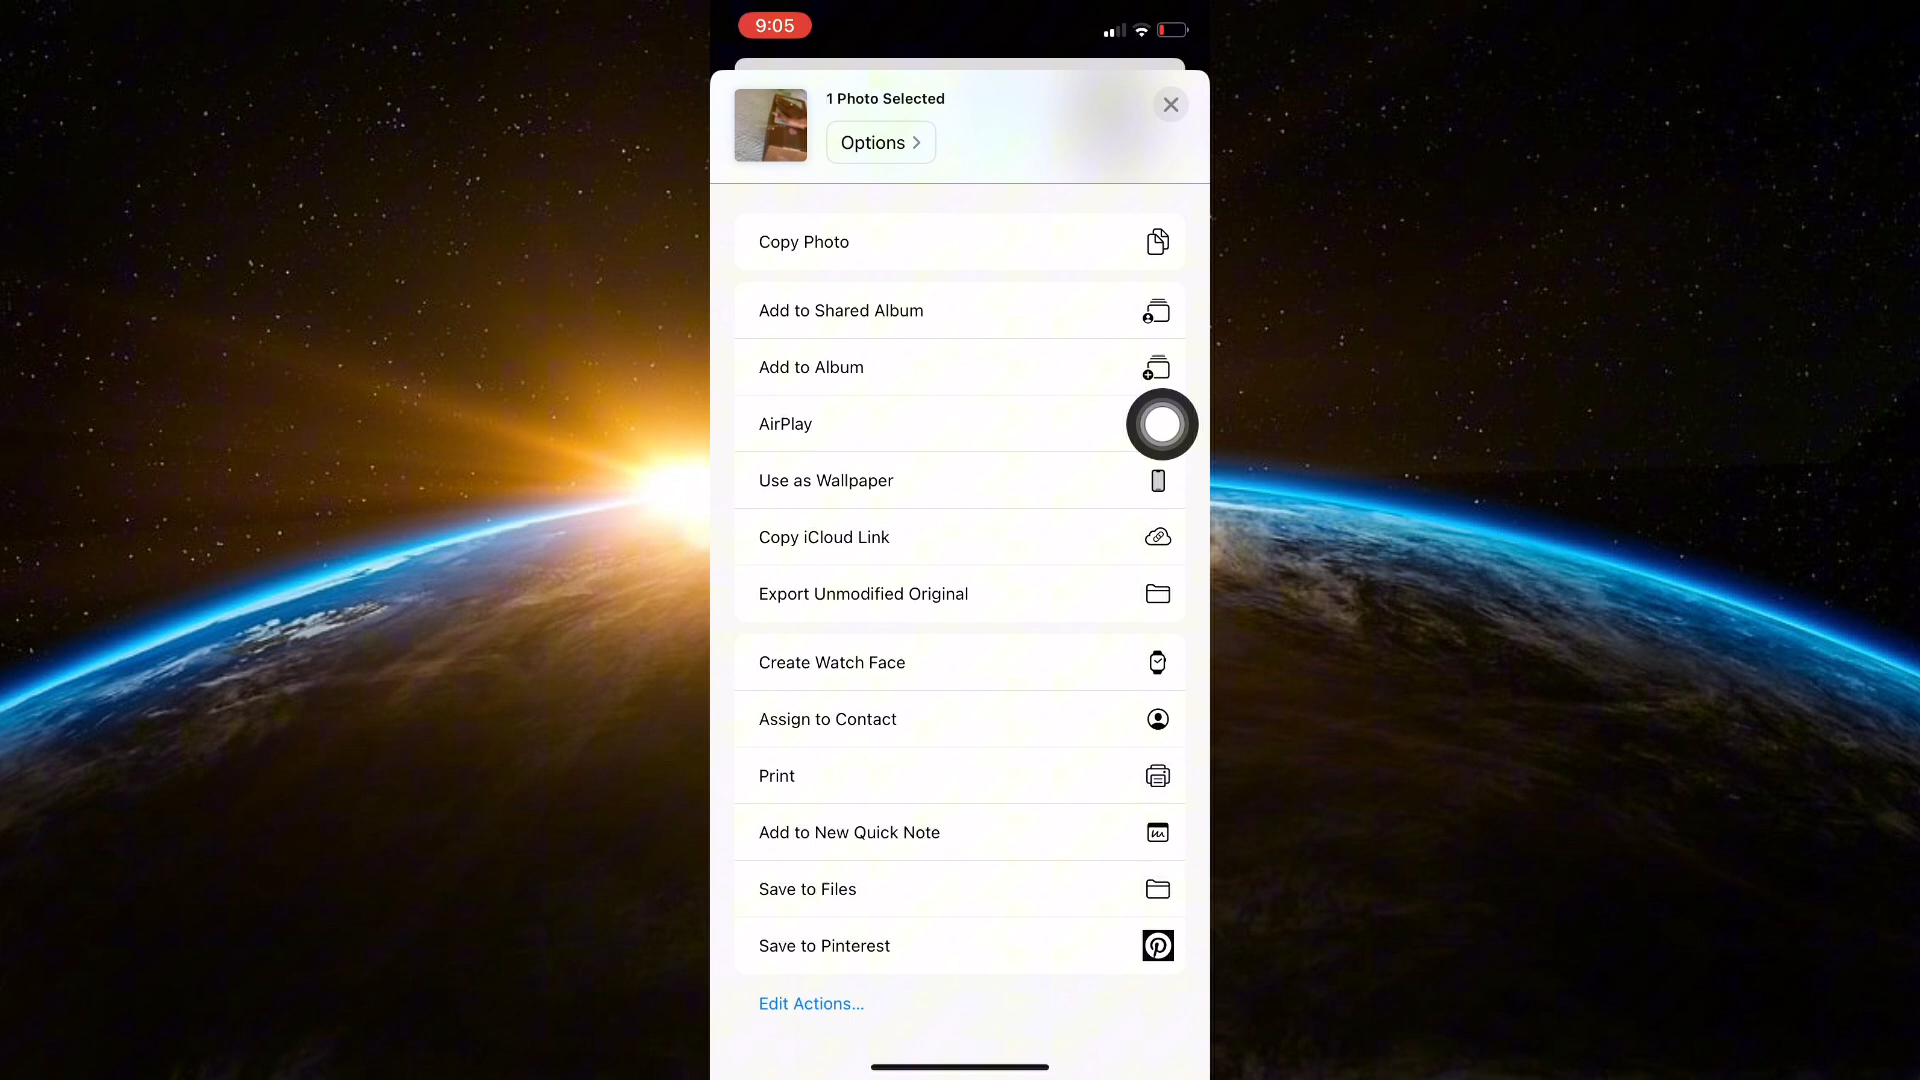 9:05
1 Photo Selected
Options
Copy Photo
Add to Shared Album
Add to Album
AirPlay
Use as Wallpaper
Copy iCloud Link
Export Unmodified Original
Create Watch Face
Assign to Contact
Print
Add to New Quick Note
Save to Files
Save to Pinterest
Edit Actions...